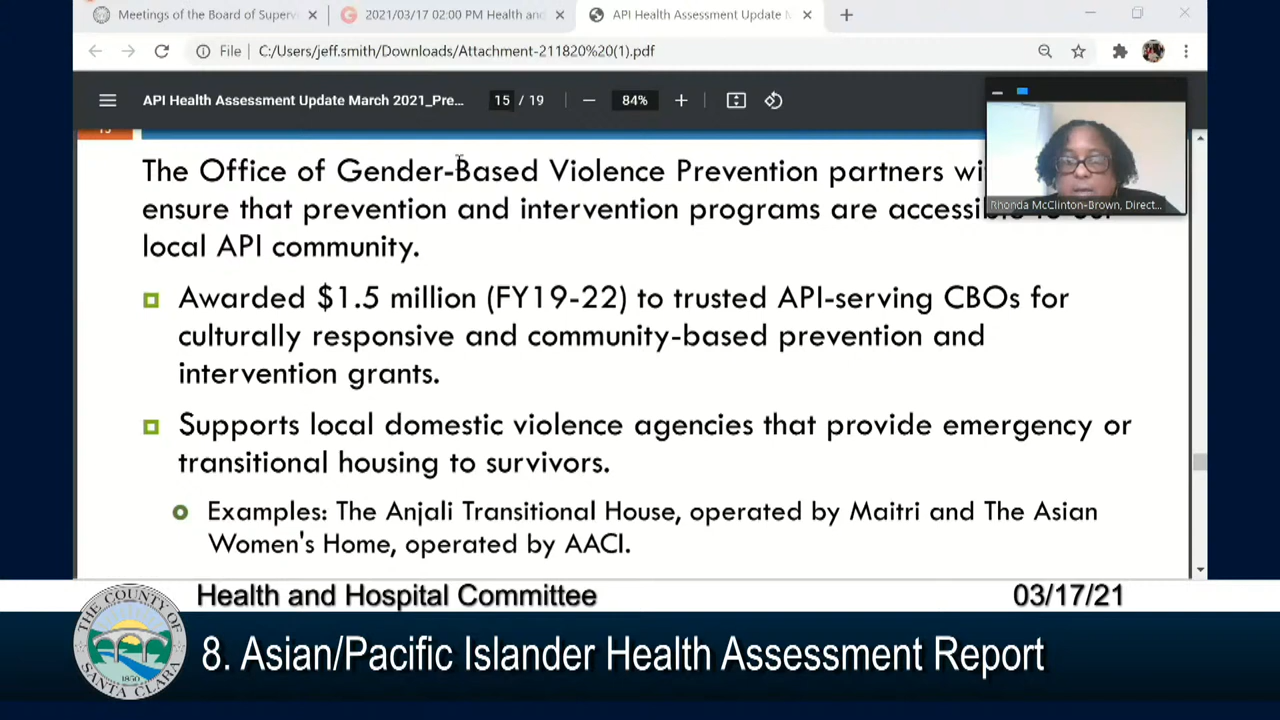 Meetings of the Board of Superv
2021/03/17 02:00 PM Health and
API Health Assessment Update M
File | C:/Users/jeff.smith/Downloads/Attachment-211820%20(1).pdf
API Health Assessment Update March 2021_Pre... 15 / 19 84%
The Office of Gender-Based Violence Prevention partners
ensure that prevention and intervention programs are
local API community.
Awarded $1.5 million (FY19-22) to trusted API-serving CBOs for
culturally responsive and community-based prevention and
intervention grants.
Supports local domestic violence agencies that provide emergency or
transitional housing to survivors.
Examples: The Anjali Transitional House, operated by Maitri and The Asian
Women's Home, operated by AACI.
Rhonda McClinton-Brown, Direct...
Health and Hospital Committee 03/17/21
8. Asian/Pacific Islander Health Assessment Report
THE COUNTY OF
SANTA CLARA
1850